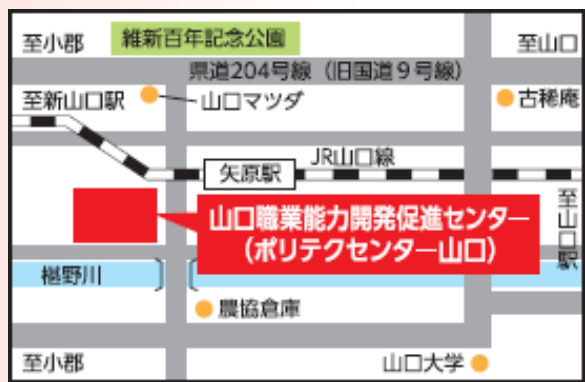 至小郡
維新百年記念公園
至山口
県道204号線（旧国道９号線）
至新山口駅
山口マツダ
古稀庵
JR山口線
矢原駅
山口職業能力開発促進センター
（ポリテクセンター山口）
至山口駅
椹野川
農協倉庫
至小郡
山口大学